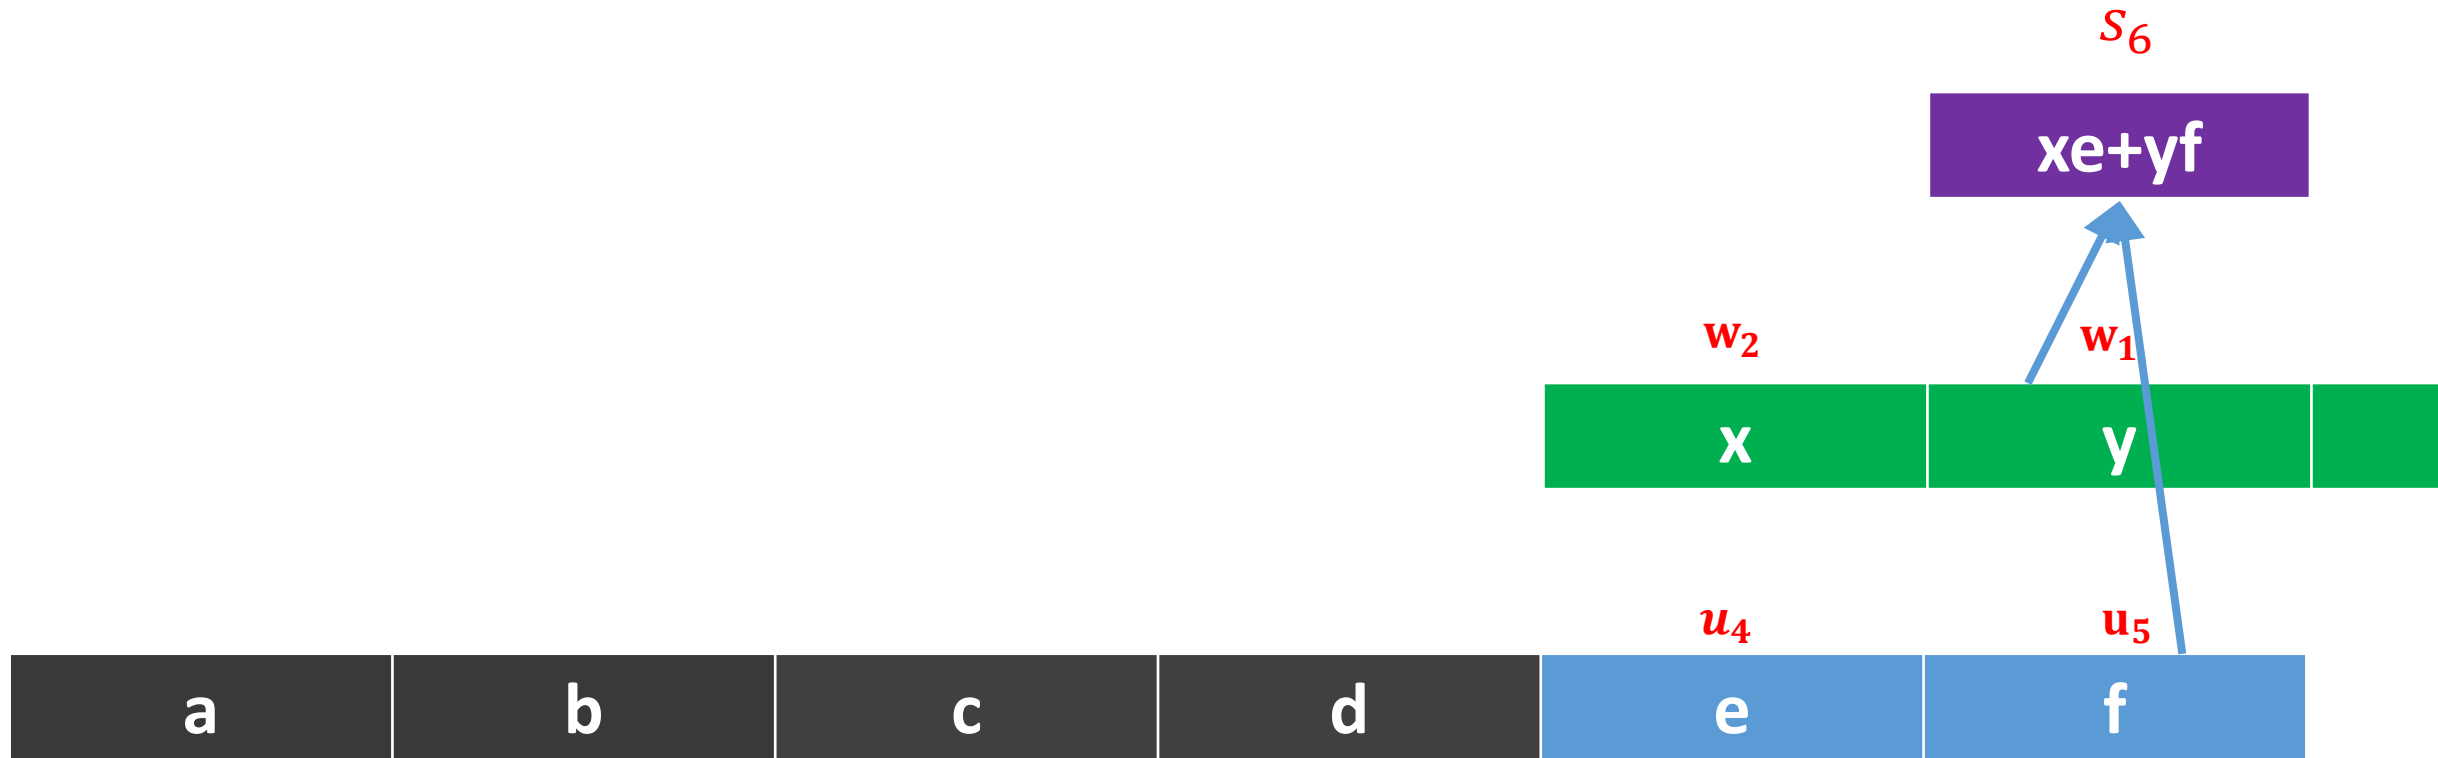 s₆
xe+yf
w₂ w₁
x y
u₄ u₅
a b c d e f